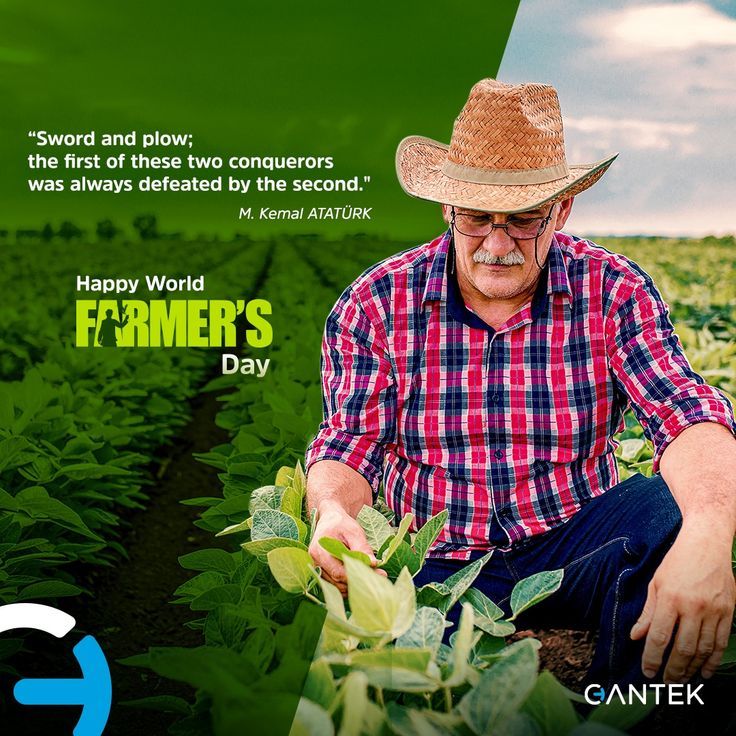 “Sword and plow;
the first of these two conquerors
was always defeated by the second."
M. Kemal ATATÜRK
Happy World
FARMER'S
Day
CANTEK